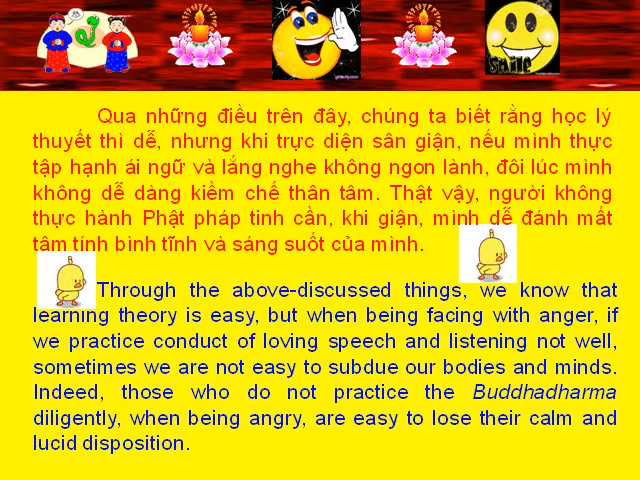 SMILE
Qua những điều trên đây, chúng ta biết rằng học lý
thuyết thì dễ, nhưng khi trực diện sân giận, nếu mình thực
tập hạnh ái ngữ và lắng nghe không ngon lành, đôi lúc mình
không dễ dàng kiềm chế thân tâm. Thật vậy, người không
thực hành Phật pháp tinh cần, khi giận, mình dễ đánh mất
tâm tính bình tĩnh và sáng suốt của mình.
Through the above-discussed things, we know that
learning theory is easy, but when being facing with anger, if
we practice conduct of loving speech and listening not well,
sometimes we are not easy to subdue our bodies and minds.
Indeed, those who do not practice the Buddhadharma
diligently, when being angry, are easy to lose their calm and
lucid disposition.